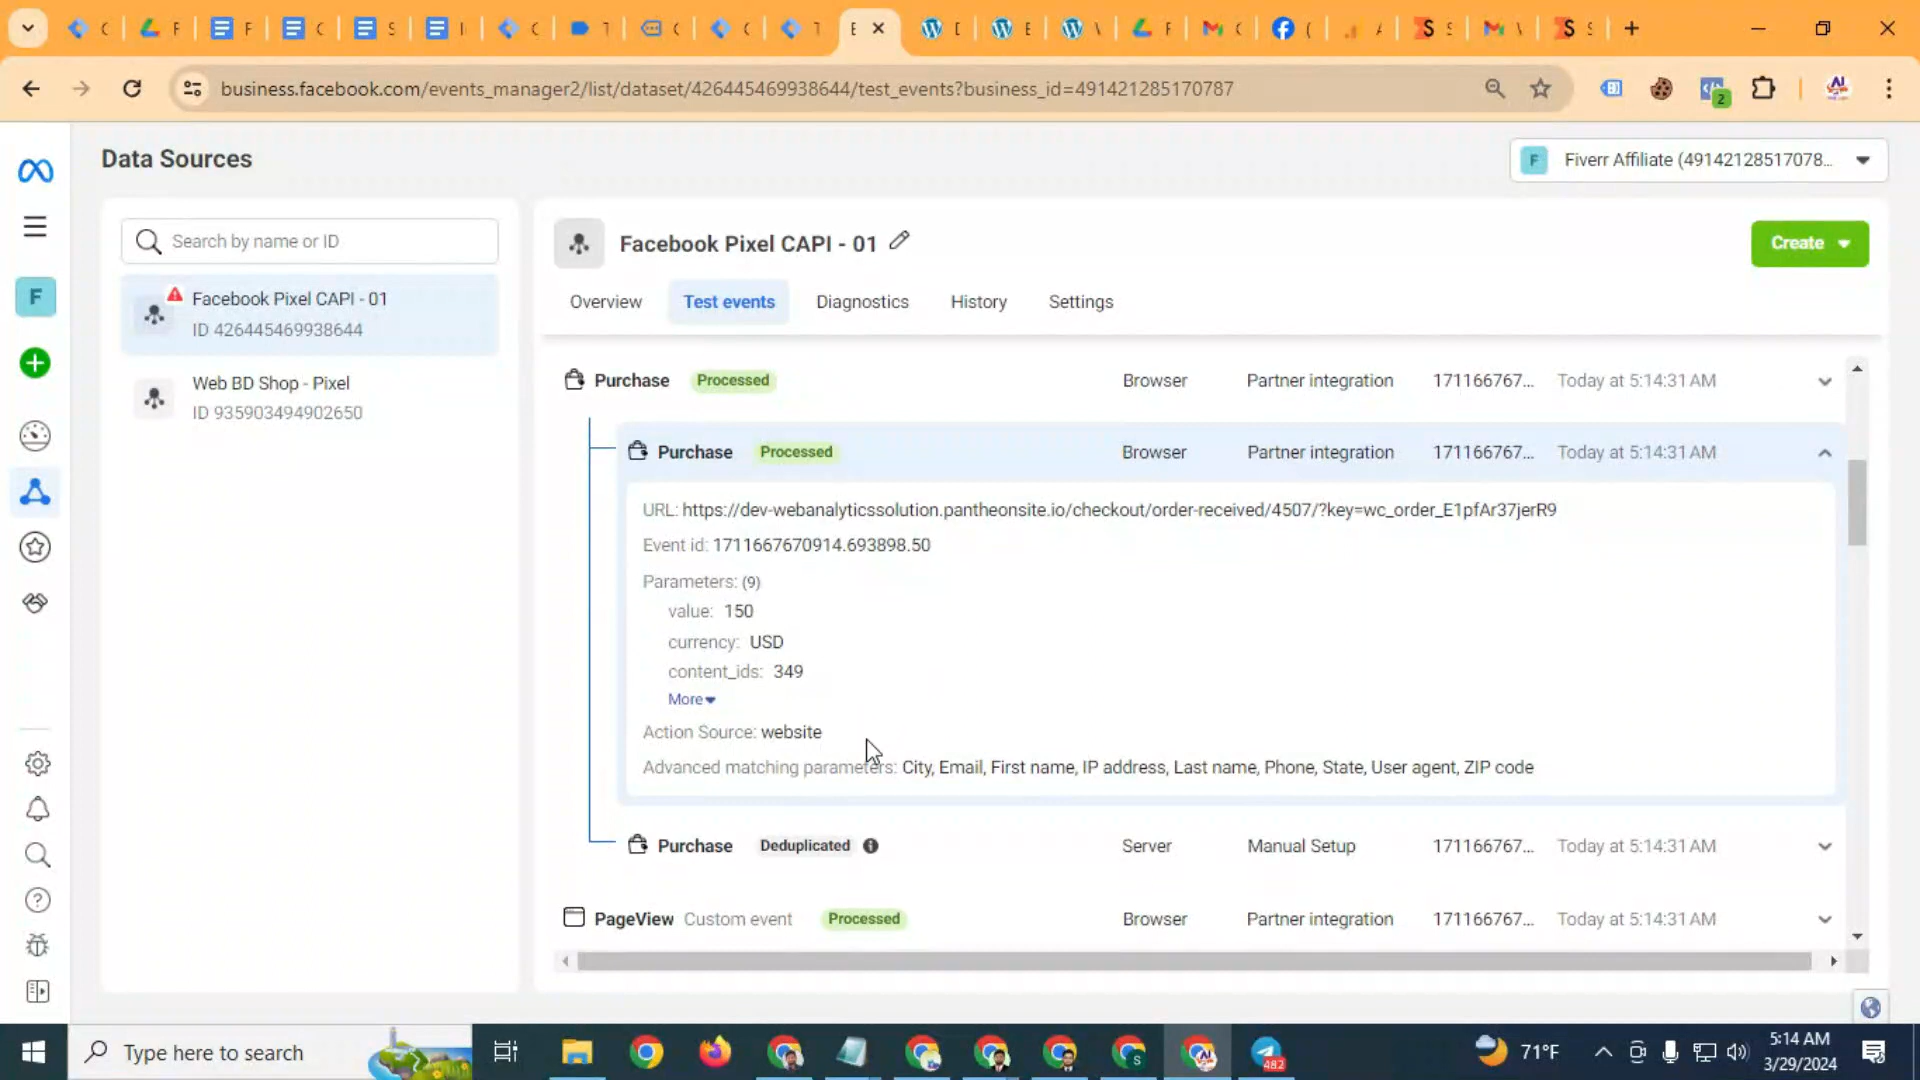 business.facebook.com/events_manager2/list/dataset/426445469938644/test_events?business_id=491421285170787
2
Data Sources
F
Fiverr Affiliate (49142128517078...
Search by name or ID
Facebook Pixel CAPI - 01
ID 426445469938644
Web BD Shop - Pixel
ID 935903494902650
F
Facebook Pixel CAPI - 01
Create
Overview
Test events
Diagnostics
History
Settings
Purchase Processed Browser Partner integration 171166767... Today at 5:14:31 AM
Purchase Processed Browser Partner integration 171166767... Today at 5:14:31 AM
URL: https://dev-webanalyticssolution.pantheonsite.io/checkout/order-received/4507/?key=wc_order_E1pfAr37jerR9
Event id: 1711667670914.693898.50
Parameters: (9)
value: 150
currency: USD
content_ids: 349
More
Action Source: website
Advanced matching parameters: City, Email, First name, IP address, Last name, Phone, State, User agent, ZIP code
Purchase Deduplicated Server Manual Setup 171166767... Today at 5:14:31 AM
PageView Custom event Processed Browser Partner integration 171166767... Today at 5:14:31 AM
Type here to search
482
71°F
5:14 AM
3/29/2024